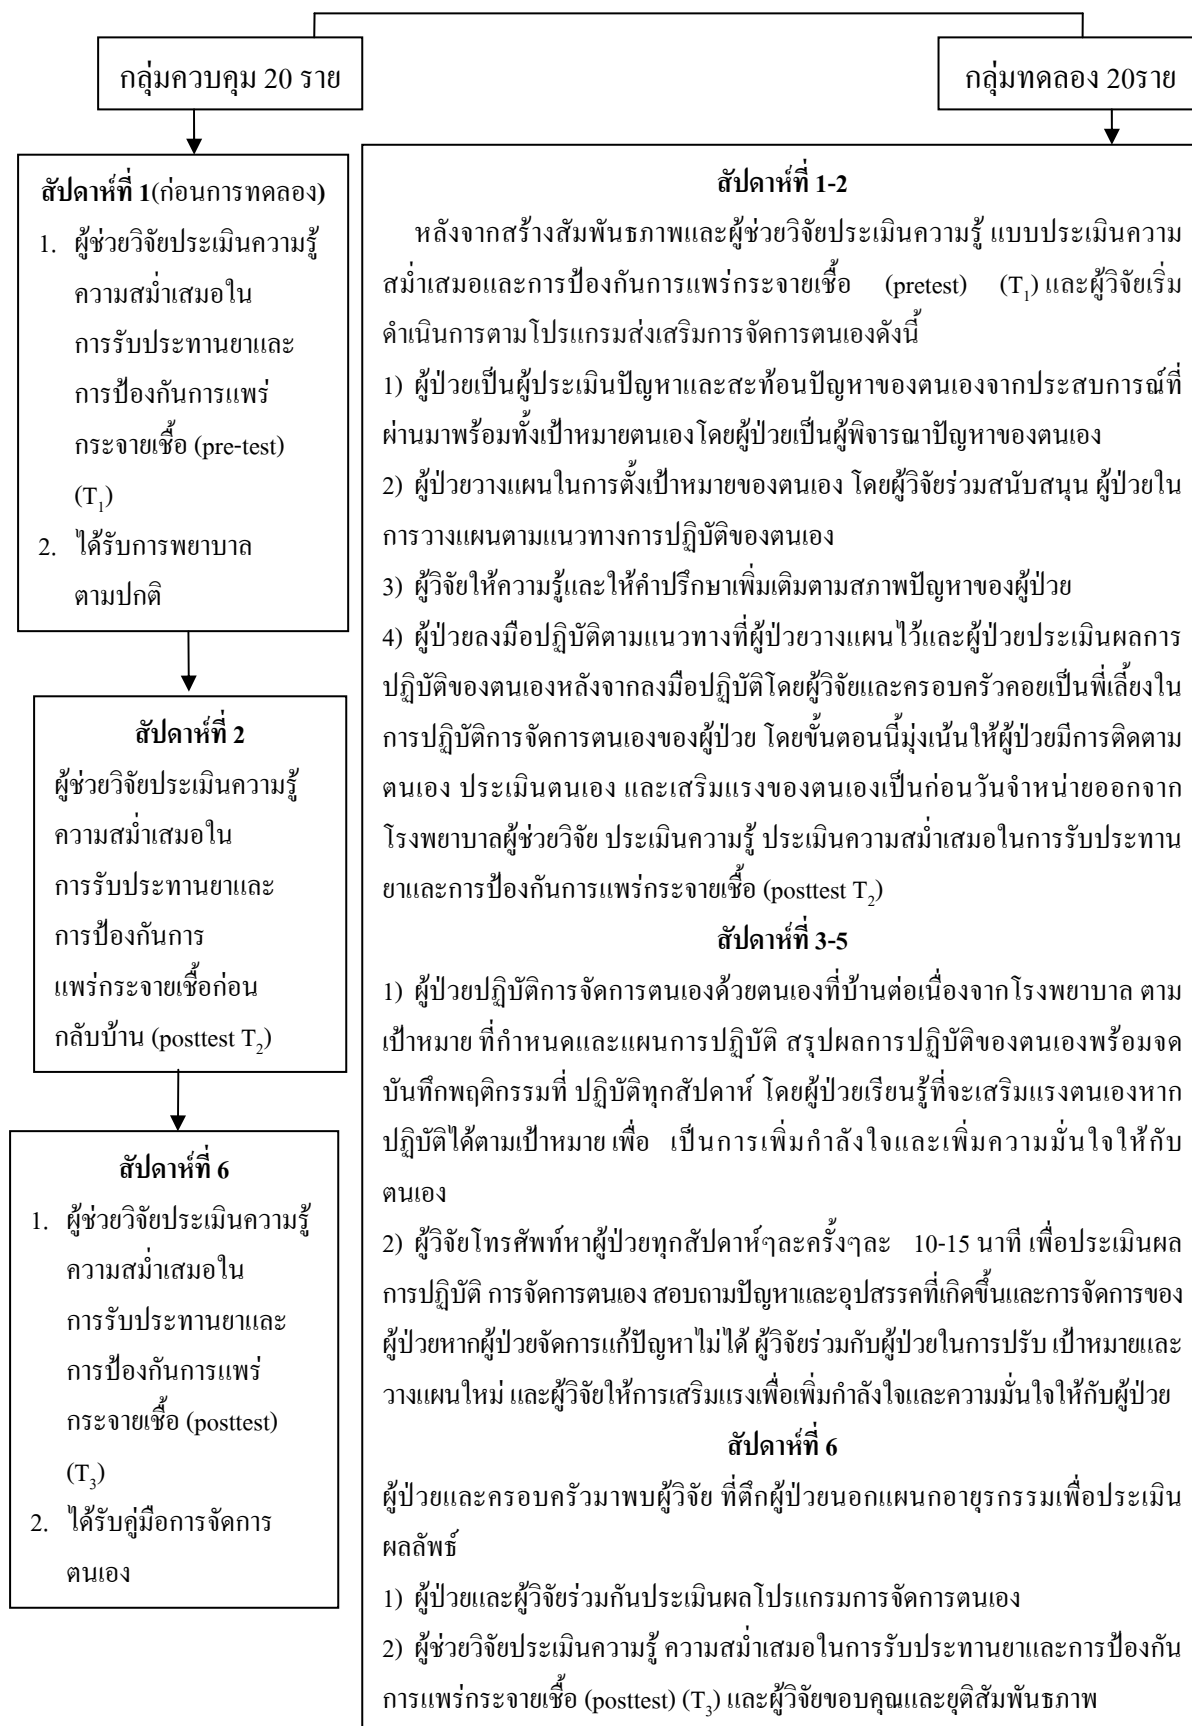 กลุ่มควบคุม 20 ราย
กลุ่มทดลอง 20ราย
สัปดาห์ที่ 1(ก่อนการทดลอง)
1. ผู้ช่วยวิจัยประเมินความรู้
ความสม่ำเสมอใน
การรับประทานยาและ
การป้องกันการแพร่
กระจายเชื้อ (pre-test)
(T1)
2. ได้รับการพยาบาล
ตามปกติ
สัปดาห์ที่ 2
ผู้ช่วยวิจัยประเมินความรู้
ความสม่ำเสมอใน
การรับประทานยาและ
การป้องกันการ
แพร่กระจายเชื้อก่อน
กลับบ้าน (posttest T2)
สัปดาห์ที่ 6
1. ผู้ช่วยวิจัยประเมินความรู้
ความสม่ำเสมอใน
การรับประทานยาและ
การป้องกันการแพร่
กระจายเชื้อ (posttest)
(T3)
2. ได้รับคู่มือการจัดการ
ตนเอง
สัปดาห์ที่ 1-2
หลังจากสร้างสัมพันธภาพและผู้ช่วยวิจัยประเมินความรู้ แบบประเมินความ
สม่ำเสมอและการป้องกันการแพร่กระจายเชื้อ (pretest) (T1) และผู้วิจัยเริ่ม
ดำเนินการตามโปรแกรมส่งเสริมการจัดการตนเองดังนี้
1) ผู้ป่วยเป็นผู้ประเมินปัญหาและสะท้อนปัญหาของตนเองจากประสบการณ์ที่
ผ่านมาพร้อมทั้งเป้าหมายตนเองโดยผู้ป่วยเป็นผู้พิจารณาปัญหาของตนเอง
2) ผู้ป่วยวางแผนในการตั้งเป้าหมายของตนเอง โดยผู้วิจัยร่วมสนับสนุน ผู้ป่วยใน
การวางแผนตามแนวทางการปฏิบัติของตนเอง
3) ผู้วิจัยให้ความรู้และให้คำปรึกษาเพิ่มเติมตามสภาพปัญหาของผู้ป่วย
4) ผู้ป่วยลงมือปฏิบัติตามแนวทางที่ผู้ป่วยวางแผนไว้และผู้ป่วยประเมินผลการ
ปฏิบัติของตนเองหลังจากลงมือปฏิบัติโดยผู้วิจัยและครอบครัวคอยเป็นพี่เลี้ยงใน
การปฏิบัติการจัดการตนเองของผู้ป่วย โดยขั้นตอนนี้มุ่งเน้นให้ผู้ป่วยมีการติดตาม
ตนเอง ประเมินตนเอง และเสริมแรงของตนเองเป็นก่อนวันจำหน่ายออกจาก
โรงพยาบาลผู้ช่วยวิจัย ประเมินความรู้ ประเมินความสม่ำเสมอในการรับประทาน
ยาและการป้องกันการแพร่กระจายเชื้อ (posttest T2)
สัปดาห์ที่ 3-5
1) ผู้ป่วยปฏิบัติการจัดการตนเองด้วยตนเองที่บ้านต่อเนื่องจากโรงพยาบาล ตาม
เป้าหมาย ที่กำหนดและแผนการปฏิบัติ สรุปผลการปฏิบัติของตนเองพร้อมจด
บันทึกพฤติกรรมที่ ปฏิบัติทุกสัปดาห์ โดยผู้ป่วยเรียนรู้ที่จะเสริมแรงตนเองหาก
ปฏิบัติได้ตามเป้าหมาย เพื่อ เป็นการเพิ่มกำลังใจและเพิ่มความมั่นใจให้กับ
ตนเอง
2) ผู้วิจัยโทรศัพท์หาผู้ป่วยทุกสัปดาห์ๆละครั้งๆละ 10-15 นาที เพื่อประเมินผล
การปฏิบัติ การจัดการตนเอง สอบถามปัญหาและอุปสรรคที่เกิดขึ้นและการจัดการของ
ผู้ป่วยหากผู้ป่วยจัดการแก้ปัญหาไม่ได้ ผู้วิจัยร่วมกับผู้ป่วยในการปรับ เป้าหมายและ
วางแผนใหม่ และผู้วิจัยให้การเสริมแรงเพื่อเพิ่มกำลังใจและความมั่นใจให้กับผู้ป่วย
สัปดาห์ที่ 6
ผู้ป่วยและครอบครัวมาพบผู้วิจัย ที่ตึกผู้ป่วยนอกแผนกอายุรกรรมเพื่อประเมิน
ผลลัพธ์
1) ผู้ป่วยและผู้วิจัยร่วมกันประเมินผลโปรแกรมการจัดการตนเอง
2) ผู้ช่วยวิจัยประเมินความรู้ ความสม่ำเสมอในการรับประทานยาและการป้องกัน
การแพร่กระจายเชื้อ (posttest) (T3) และผู้วิจัยขอบคุณและยุติสัมพันธภาพ